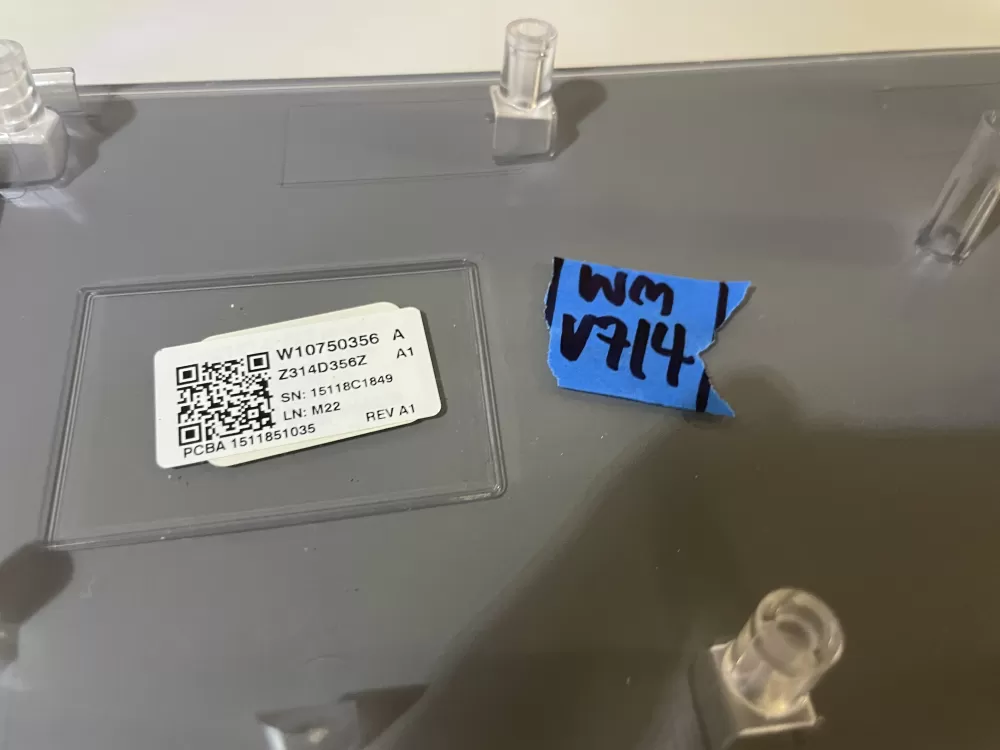 W10750356 A
Z314D356Z A1
SN: 15118C1849
LN: M22
REV A1
PCBA 1511851035
WM
V714